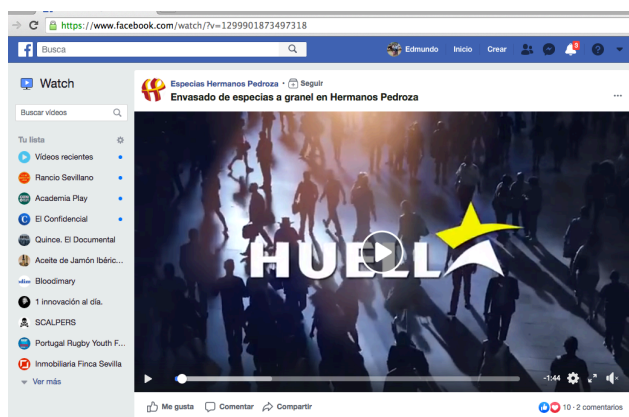 https://www.facebook.com/watch/?v=1299901873497318
Busca
Edmundo
Inicio
Crear
Watch
Buscar vídeos
Tu lista
Vídeos recientes
Rancio Sevillano
Academia Play
El Confidencial
Quince. El Documental
Aceite de Jamón Ibéric...
Bloodimary
1 innovación al día.
SCALPERS
Portugal Rugby Youth F...
Inmobiliaria Finca Sevilla
Ver más
Especias Hermanos Pedroza · Seguir
Envasado de especias a granel en Hermanos Pedroza
HUELLA
-1:44
Me gusta
Comentar
Compartir
10 · 2 comentarios